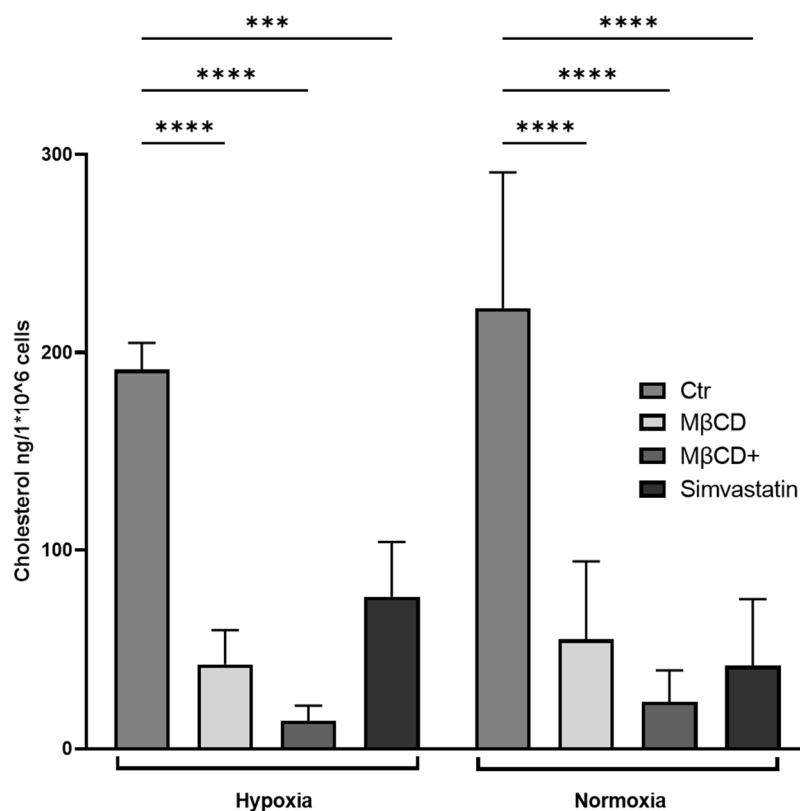 *** ****
**** ****
**** ****
300
200
100
0
Cholesterol ng/1*10^6 cells
Ctr
MβCD
MβCD+
Simvastatin
Hypoxia Normoxia